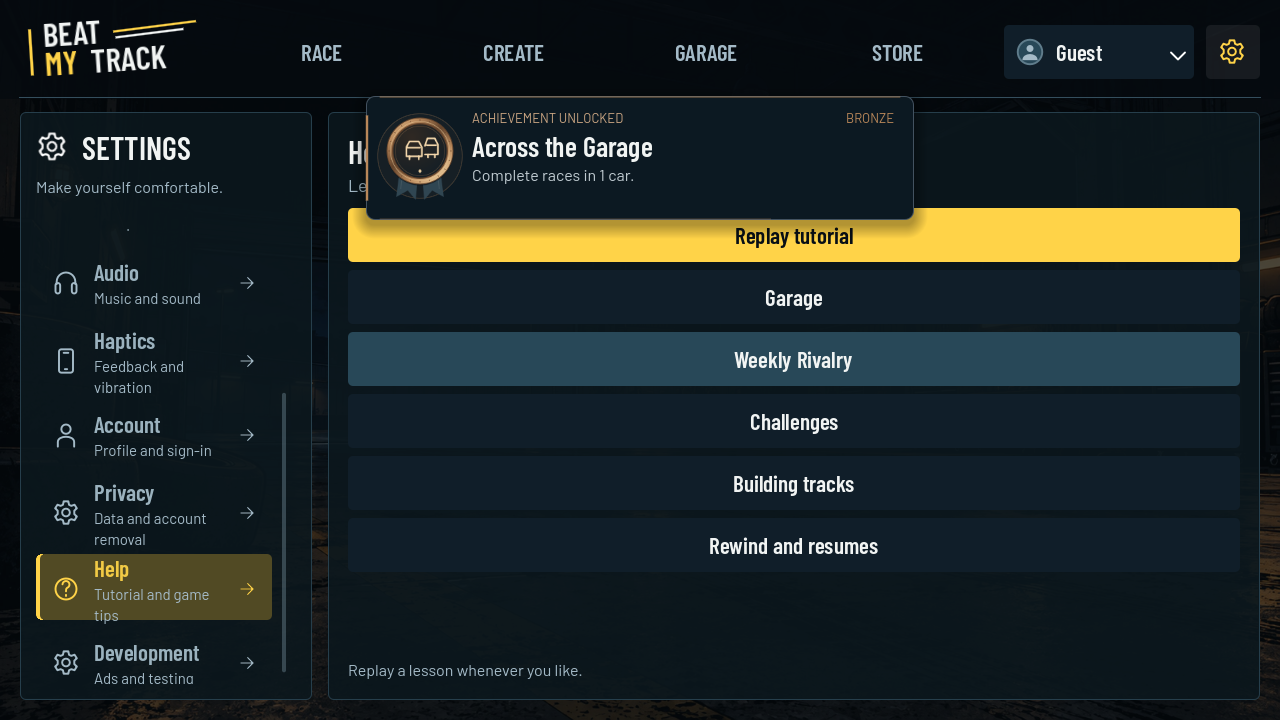 BEAT
MY TRACK
RACE
CREATE
GARAGE
STORE
Guest
SETTINGS
Make yourself comfortable.
Audio
Music and sound
Haptics
Feedback and
vibration
Account
Profile and sign-in
Privacy
Data and account
removal
Help
Tutorial and game
tips
Development
Ads and testing
ACHIEVEMENT UNLOCKED
BRONZE
Across the Garage
Complete races in 1 car.
Replay tutorial
Garage
Weekly Rivalry
Challenges
Building tracks
Rewind and resumes
Replay a lesson whenever you like.